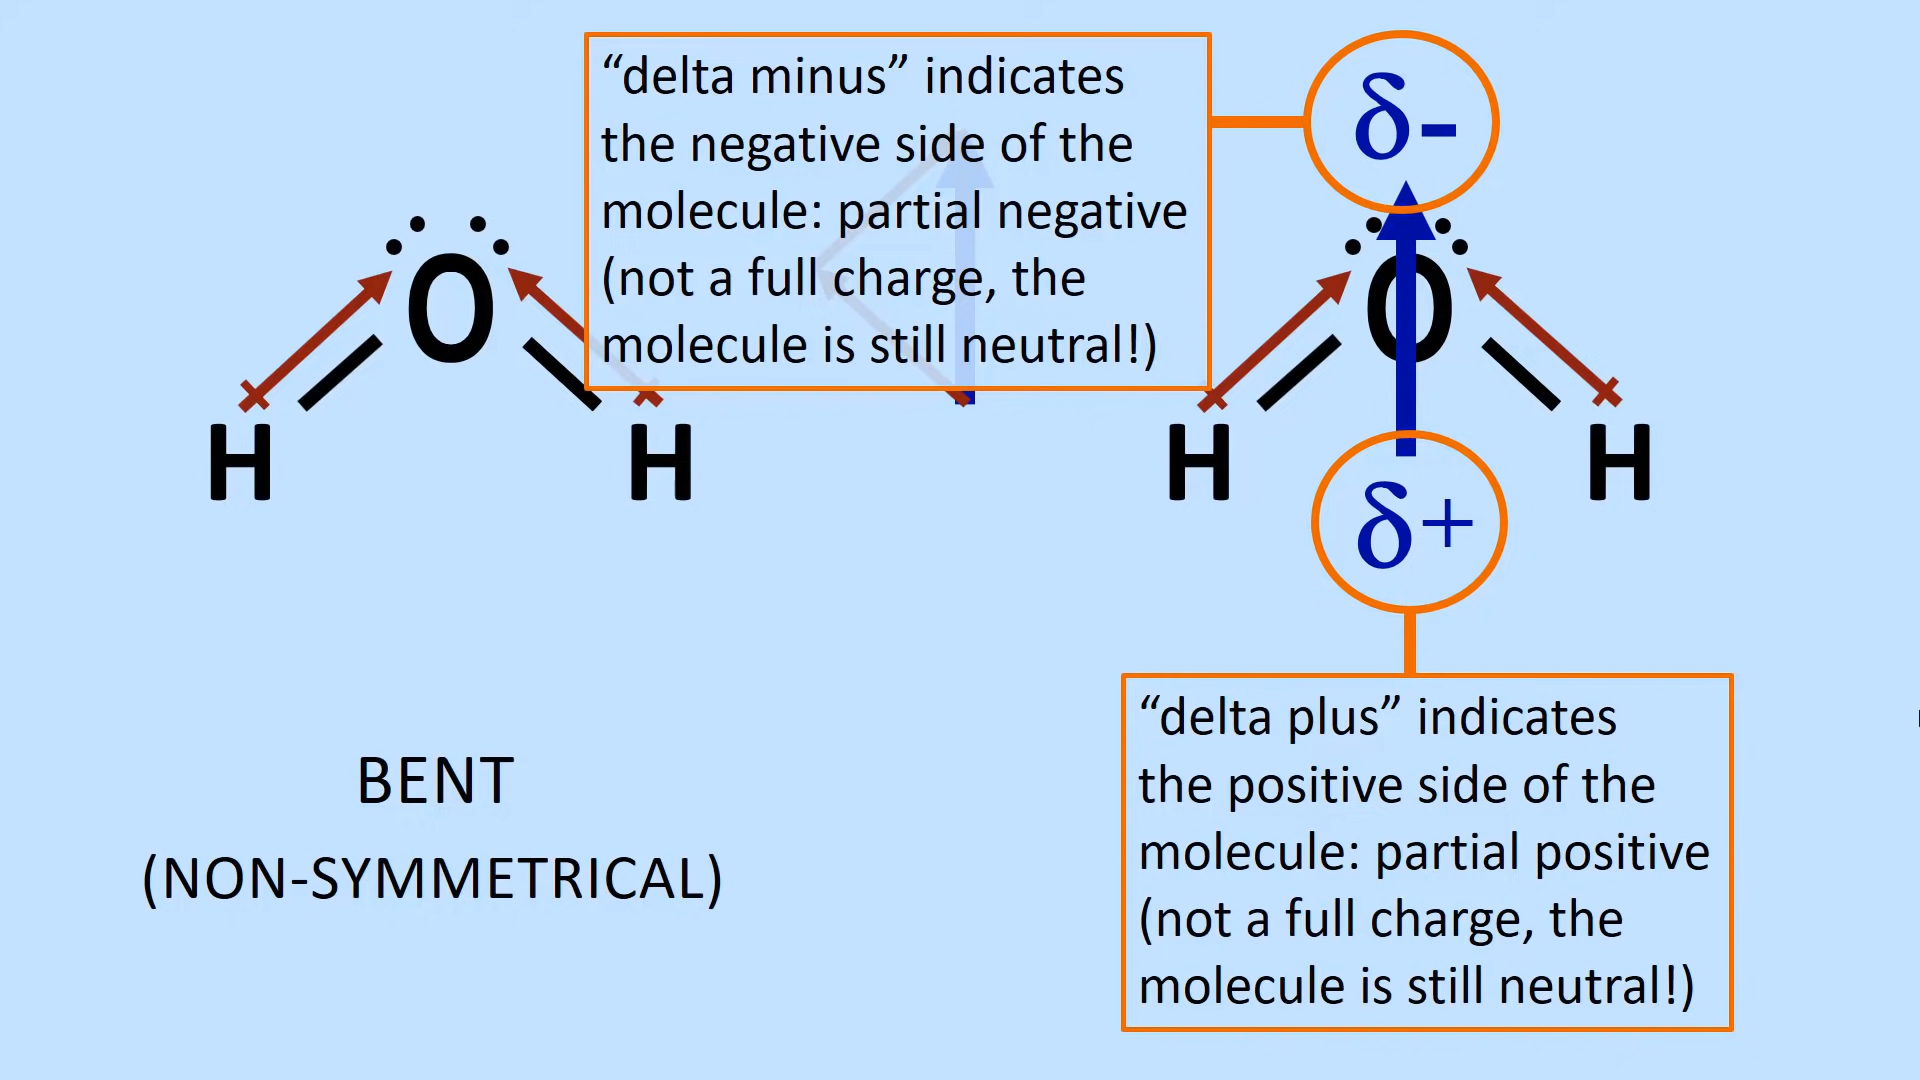 “delta minus” indicates
the negative side of the
molecule: partial negative
(not a full charge, the
molecule is still neutral!)
δ-
O
H
H
O
H
H
δ+
BENT
(NON-SYMMETRICAL)
“delta plus” indicates
the positive side of the
molecule: partial positive
(not a full charge, the
molecule is still neutral!)